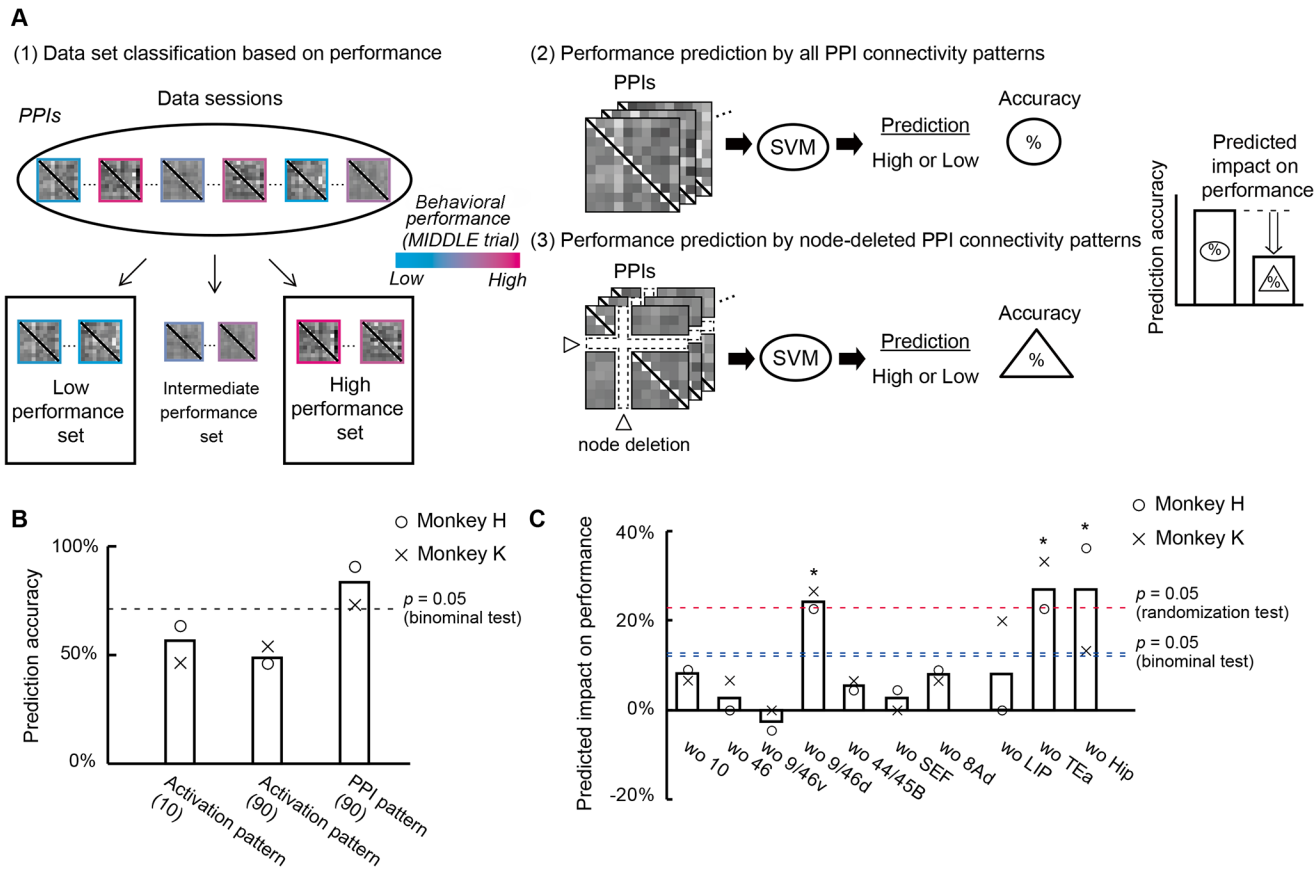 A
(1) Data set classification based on performance
PPIs
Data sessions
Behavioral
performance
(MIDDLE trial)
Low
High
Low
performance
set
Intermediate
performance
set
High
performance
set
(2) Performance prediction by all PPI connectivity patterns
PPIs
SVM
Prediction
High or Low
Accuracy
%
(3) Performance prediction by node-deleted PPI connectivity patterns
PPIs
node deletion
SVM
Prediction
High or Low
Accuracy
%
Prediction accuracy
Predicted
impact on
performance
%
%
B
Monkey H
Monkey K
Prediction accuracy
100%
50%
0%
p = 0.05
(binominal test)
Activation pattern
(10)
Activation pattern
(90)
PPI pattern
(90)
C
Monkey H
Monkey K
Predicted impact on performance
40%
20%
0%
-20%
*
*
*
p = 0.05
(randomization test)
p = 0.05
(binominal test)
wo 10
wo 46
wo 9/46v
wo 9/46d
wo 44/45B
wo SEF
wo 8Ad
wo LIP
wo TEa
wo Hip